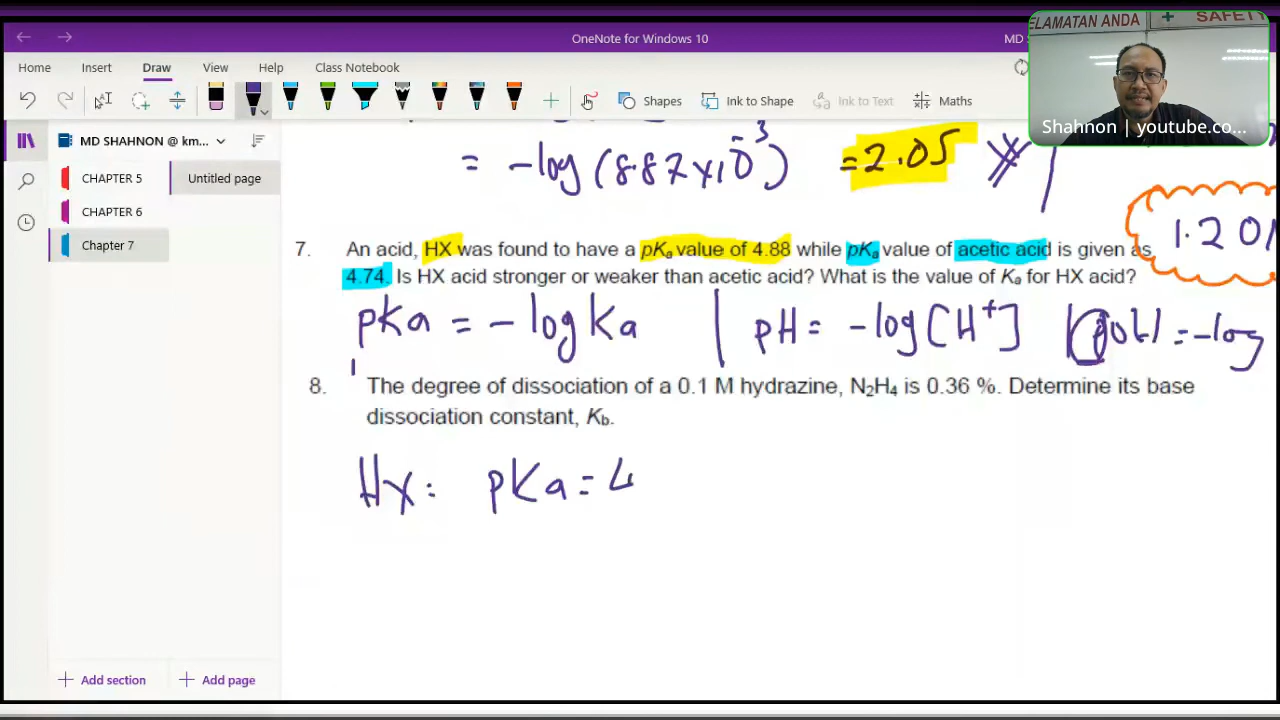 ELAMATAN ANDA + SAFETY
OneNote for Windows 10
MD
Home Insert Draw View Help Class Notebook
Shapes Ink to Shape Ink to Text Maths
Shahnon | youtube.co...
MD SHAHNON @ km...
CHAPTER 5 Untitled page
CHAPTER 6
Chapter 7
= -log (8.87x10⁻³) = 2.05
1.20
7. An acid, HX was found to have a pKₐ value of 4.88 while pKₐ value of acetic acid is given as
4.74. Is HX acid stronger or weaker than acetic acid? What is the value of Kₐ for HX acid?
pKa = -log Ka | pH = -log [H⁺] pOH = -log
8. The degree of dissociation of a 0.1 M hydrazine, N₂H₄ is 0.36 %. Determine its base
dissociation constant, Kb.
HX: pKa = 4
+ Add section + Add page